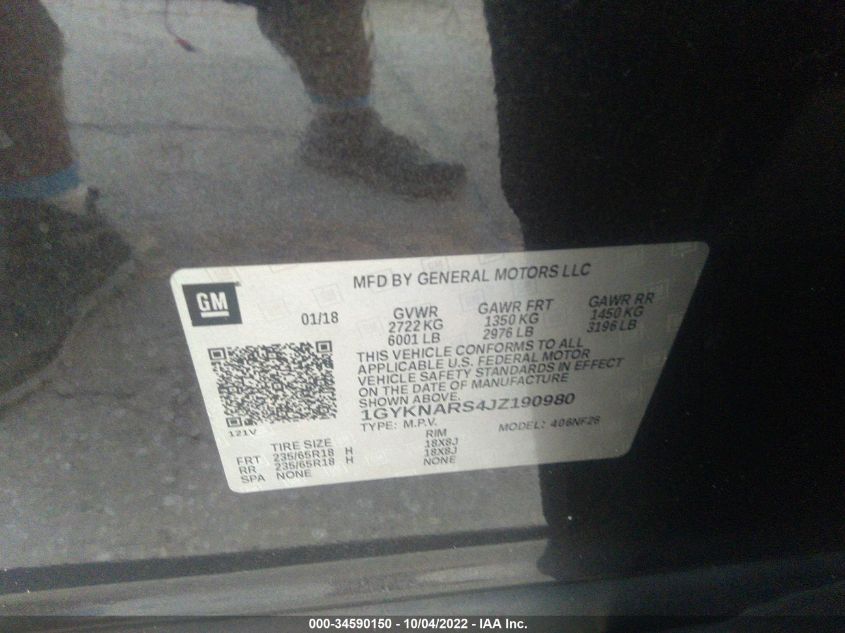 MFD BY GENERAL MOTORS LLC
GM
01/18
GVWR GAWR FRT GAWR RR
2722 KG 1350 KG 1450 KG
6001 LB 2976 LB 3196 LB
THIS VEHICLE CONFORMS TO ALL
APPLICABLE U.S. FEDERAL MOTOR
VEHICLE SAFETY STANDARDS IN EFFECT
ON THE DATE OF MANUFACTURE
SHOWN ABOVE.
1GYKNARS4JZ190980
TYPE: M.P.V. MODEL: 406NF26
121V
TIRE SIZE RIM
FRT 235/65R18 H 18X8J
RR 235/65R18 H 18X8J
SPA NONE NONE
000-34590150 - 10/04/2022 - IAA Inc.